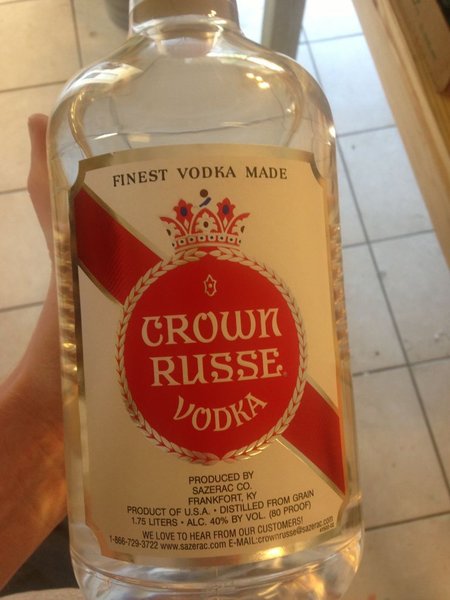 FINEST VODKA MADE
CROWN
RUSSE
VODKA
PRODUCED BY
SAZERAC CO.
FRANKFORT, KY
PRODUCT OF U.S.A. • DISTILLED FROM GRAIN
1.75 LITERS • ALC. 40% BY VOL. (80 PROOF)
WE LOVE TO HEAR FROM OUR CUSTOMERS!
1-866-729-3722 www.sazerac.com E-MAIL:crownrusse@sazerac.com